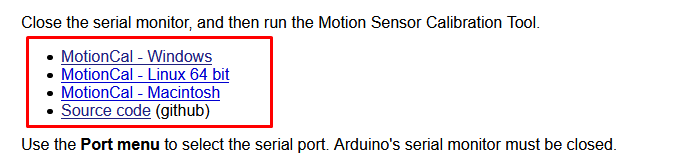 Close the serial monitor, and then run the Motion Sensor Calibration Tool.
• MotionCal - Windows
• MotionCal - Linux 64 bit
• MotionCal - Macintosh
• Source code (github)
Use the Port menu to select the serial port. Arduino's serial monitor must be closed.